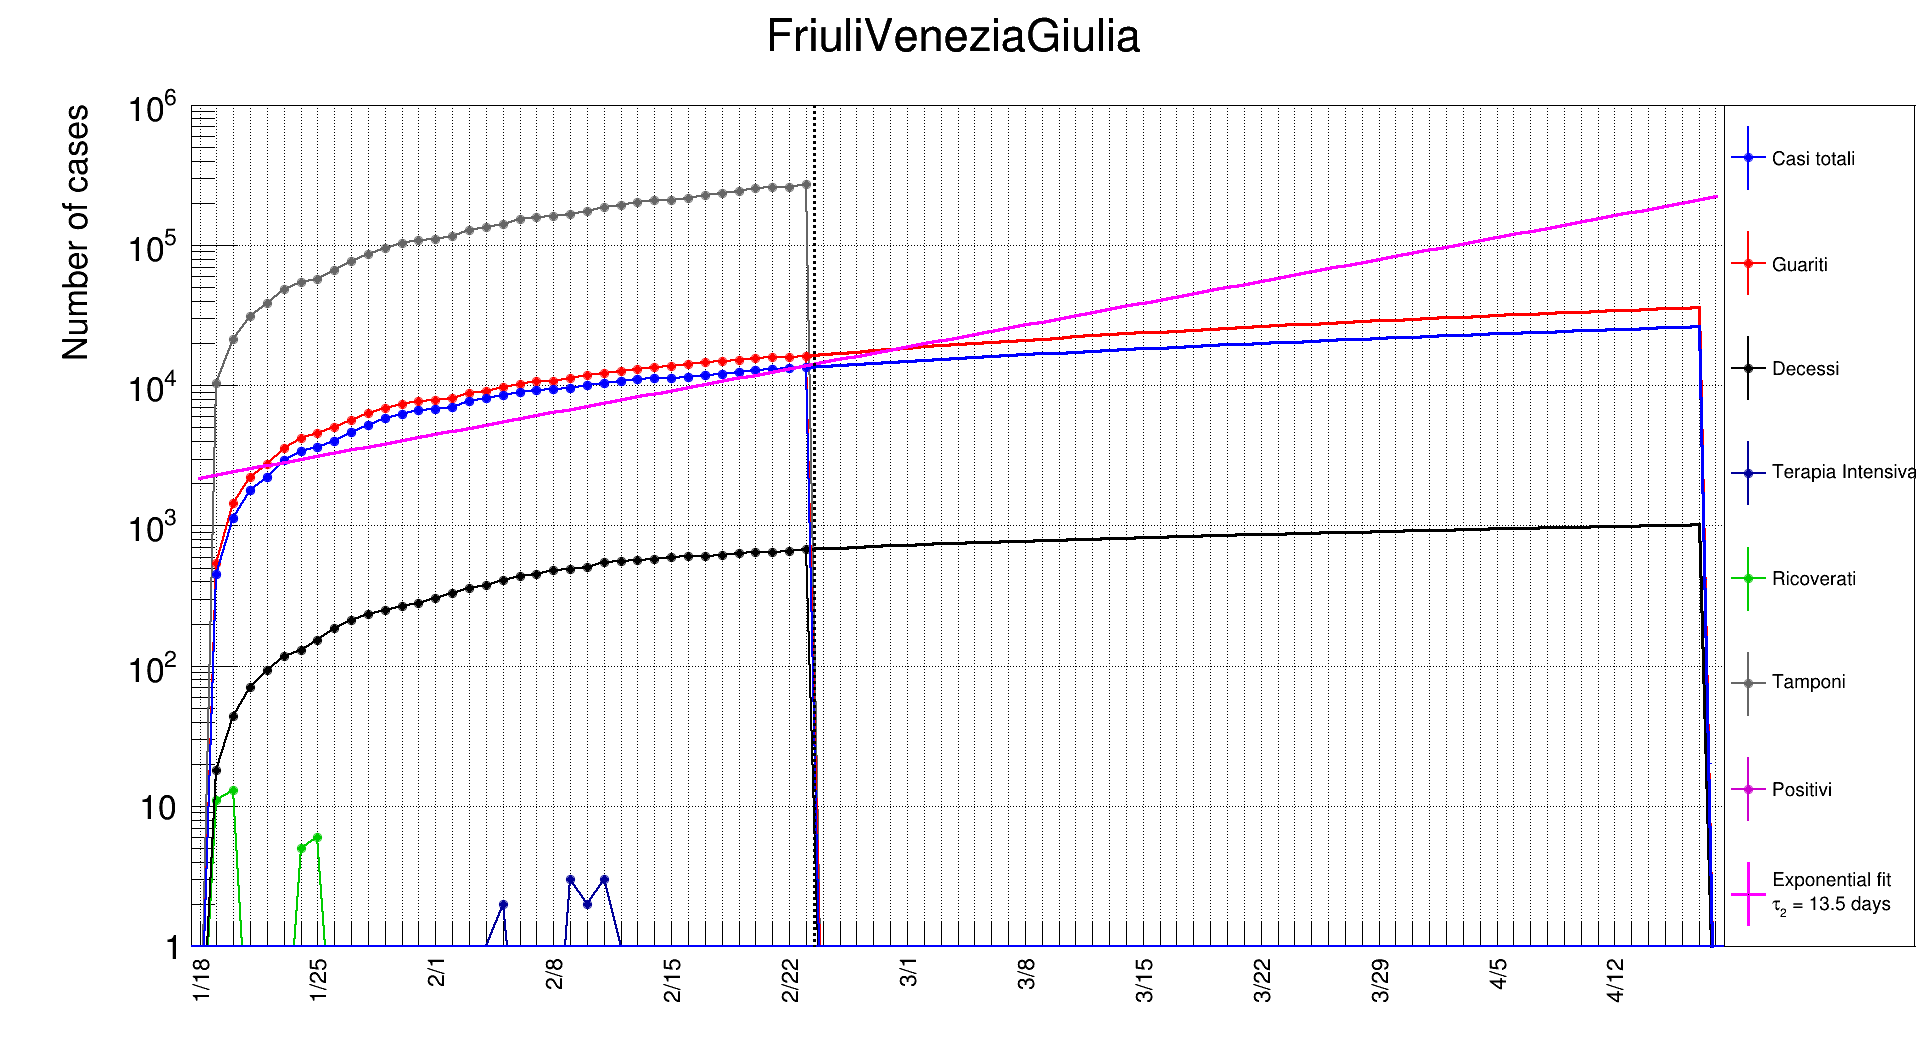 FriuliVeneziaGiulia
Number of cases
10^6
10^5
10^4
10^3
10^2
10
1
1/18
1/25
2/1
2/8
2/15
2/22
3/1
3/8
3/15
3/22
3/29
4/5
4/12
Casi totali
Guariti
Decessi
Terapia Intensiva
Ricoverati
Tamponi
Positivi
Exponential fit
τ₂ = 13.5 days